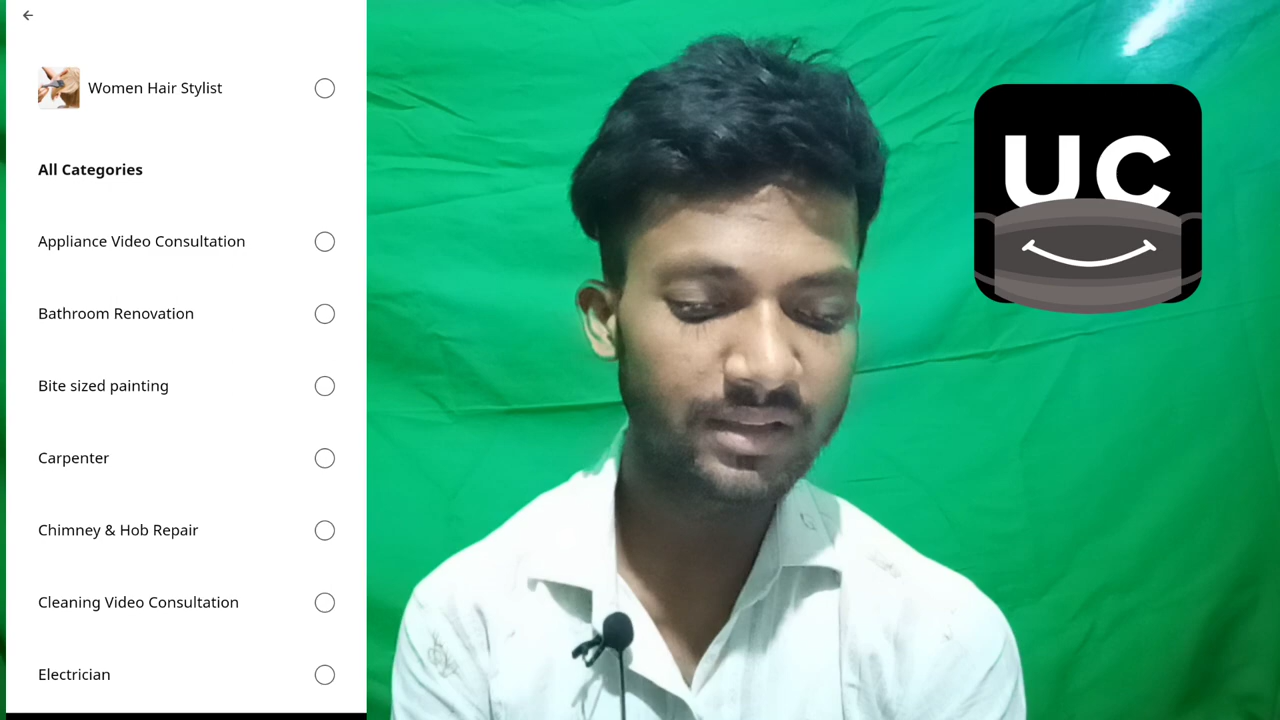 Women Hair Stylist
All Categories
Appliance Video Consultation
Bathroom Renovation
Bite sized painting
Carpenter
Chimney & Hob Repair
Cleaning Video Consultation
Electrician
UC